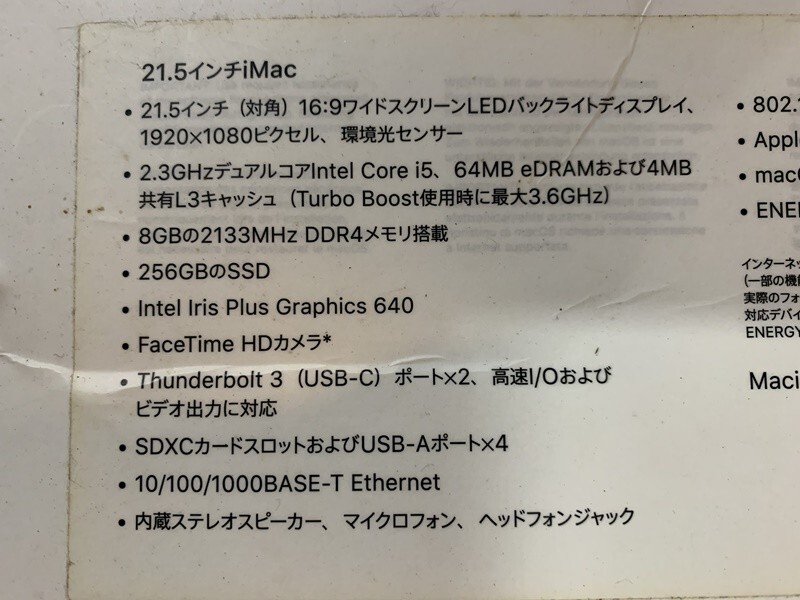 21.5インチiMac
• 21.5インチ（対角）16:9ワイドスクリーンLEDバックライトディスプレイ、
1920×1080ピクセル、環境光センサー
• 2.3GHzデュアルコアIntel Core i5、64MB eDRAMおよび4MB
共有L3キャッシュ（Turbo Boost使用時に最大3.6GHz）
• 8GBの2133MHz DDR4メモリ搭載
• 256GBのSSD
• Intel Iris Plus Graphics 640
• FaceTime HDカメラ*
• Thunderbolt 3（USB-C）ポート×2、高速I/Oおよび
ビデオ出力に対応
• SDXCカードスロットおよびUSB-Aポート×4
• 10/100/1000BASE-T Ethernet
• 内蔵ステレオスピーカー、マイクロフォン、ヘッドフォンジャック
• 802.1
• Appl
• mac
• ENE
インターネッ
（一部の機
実際のフォ
対応デバイ
ENERGY
Maci